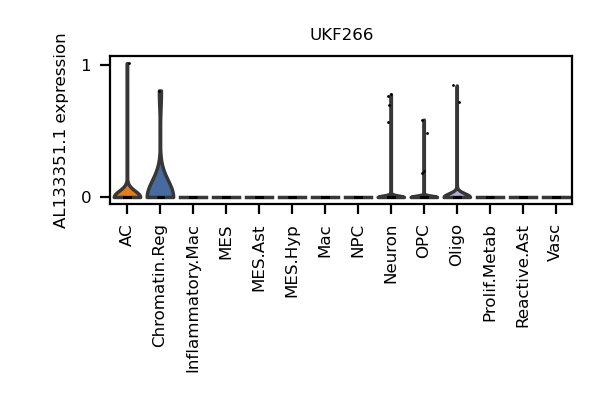 UKF266
AL133351.1 expression
1
0
AC
Chromatin.Reg
Inflammatory.Mac
MES
MES.Ast
MES.Hyp
Mac
NPC
Neuron
OPC
Oligo
Prolif.Metab
Reactive.Ast
Vasc